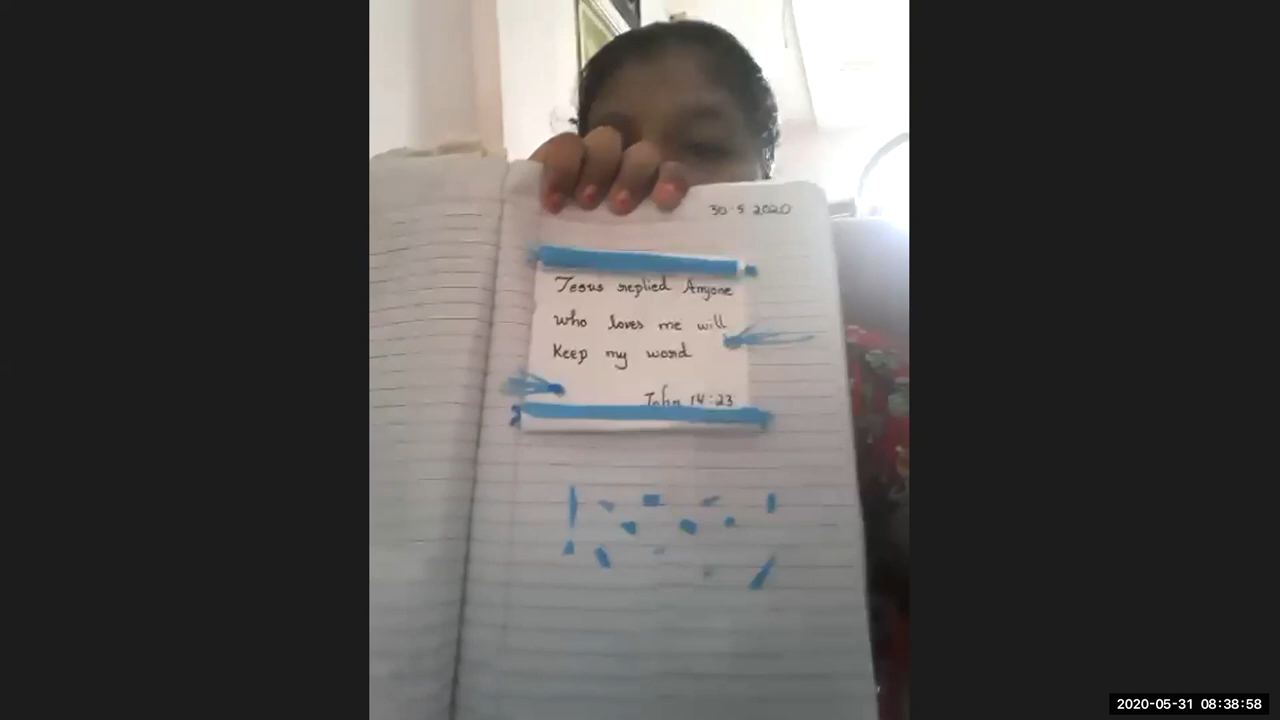 30.5 2020
Jesus replied Anyone
who loves me will
Keep my word
John 14:23
2020-05-31 08:38:58